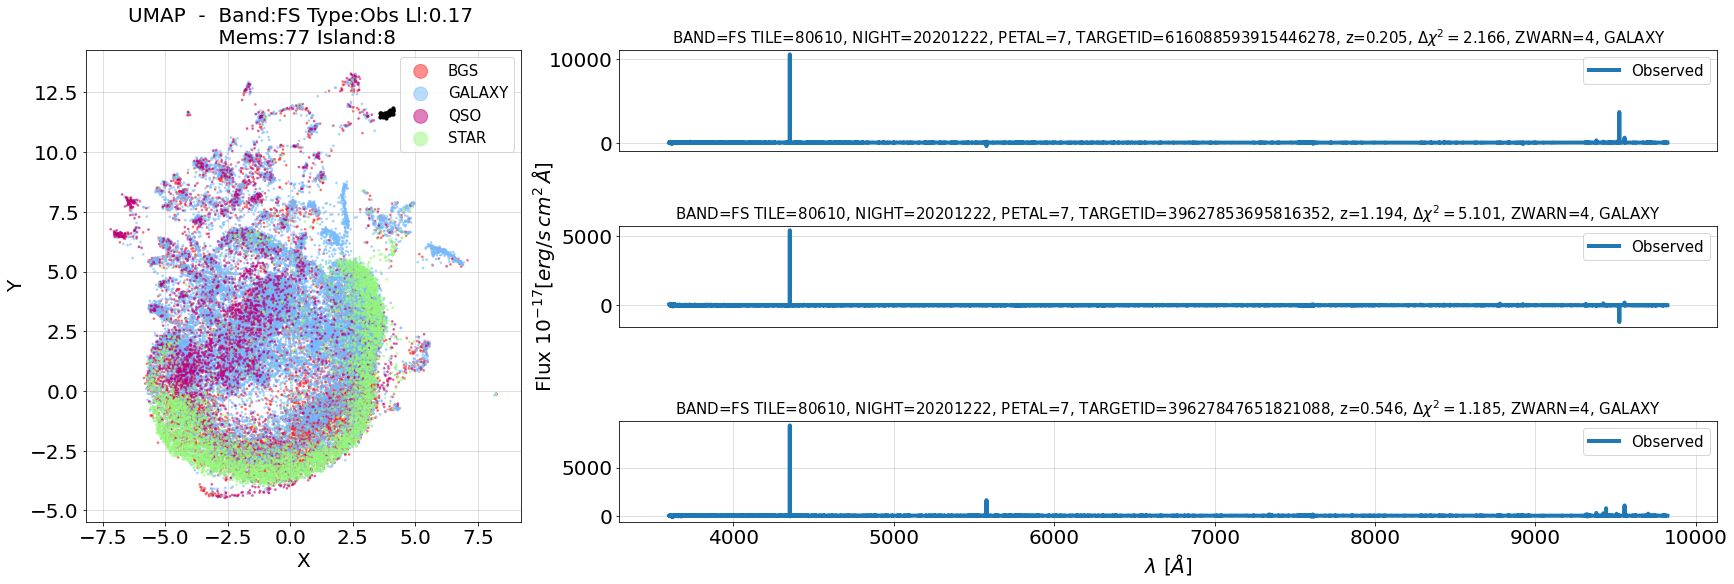 UMAP - Band:FS Type:Obs Ll:0.17
Mems:77 Island:8
BGS
GALAXY
QSO
STAR
12.5
10.0
7.5
5.0
2.5
0.0
−2.5
−5.0
Y
−7.5 −5.0 −2.5 0.0 2.5 5.0 7.5
X
BAND=FS TILE=80610, NIGHT=20201222, PETAL=7, TARGETID=616088593915446278, z=0.205, Δχ² = 2.166, ZWARN=4, GALAXY
Observed
10000
0
BAND=FS TILE=80610, NIGHT=20201222, PETAL=7, TARGETID=39627853695816352, z=1.194, Δχ² = 5.101, ZWARN=4, GALAXY
Observed
5000
0
Flux 10⁻¹⁷[erg/s cm² Å]
BAND=FS TILE=80610, NIGHT=20201222, PETAL=7, TARGETID=39627847651821088, z=0.546, Δχ² = 1.185, ZWARN=4, GALAXY
Observed
5000
0
4000 5000 6000 7000 8000 9000 10000
λ [Å]